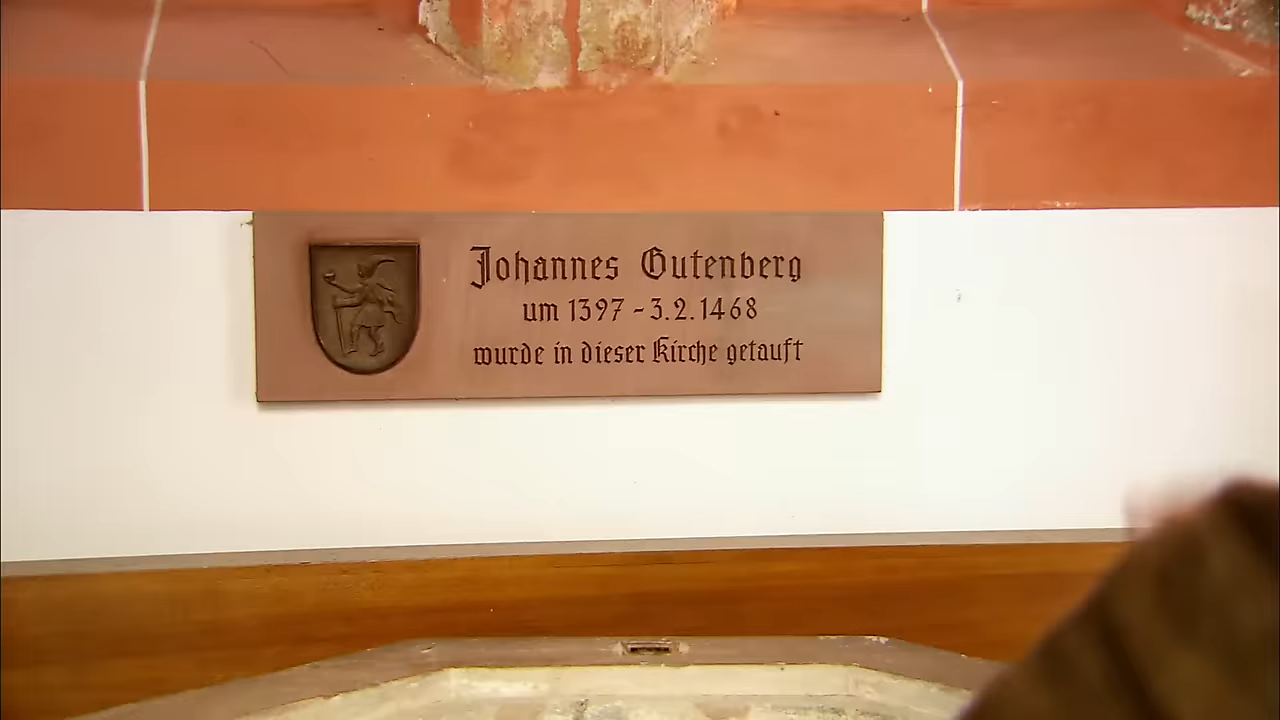 Johannes Gutenberg
um 1397 - 3.2.1468
wurde in dieser Kirche getauft